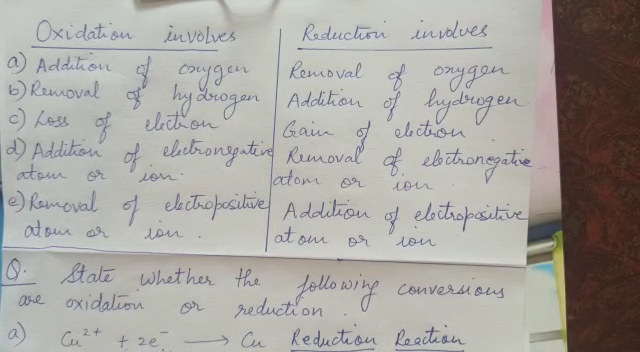 Oxidation involves
a) Addition of oxygen
b) Removal of hydrogen
c) Loss of electron
d) Addition of electronegative
atom or ion.
e) Removal of electropositive
atom or ion.
Reduction involves
Removal of oxygen
Addition of hydrogen
Gain of electron
Removal of electronegative
atom or ion
Addition of electropositive
atom or ion
Q. State whether the following conversions
are oxidation or reduction.
a) Cu²⁺ + 2e⁻ → Cu Reduction Reaction